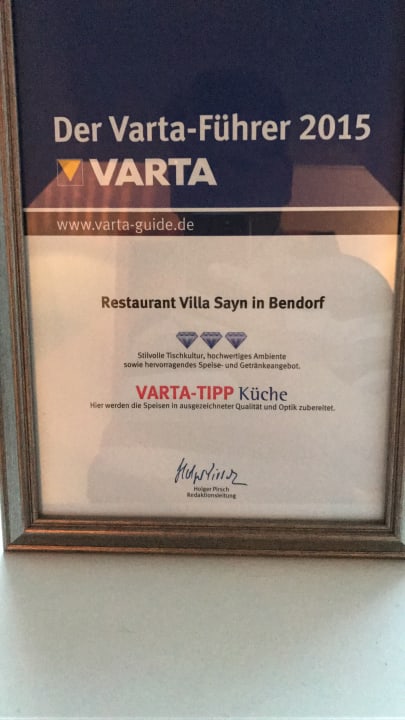 Der Varta-Führer 2015
VARTA
www.varta-guide.de
Restaurant Villa Sayn in Bendorf
Stilvolle Tischkultur, hochwertiges Ambiente
sowie hervorragendes Speise- und Getränkeangebot.
VARTA-TIPP Küche
Hier werden die Speisen in ausgezeichneter Qualität und Optik zubereitet.
Holger Pirsch
Redaktionsleitung